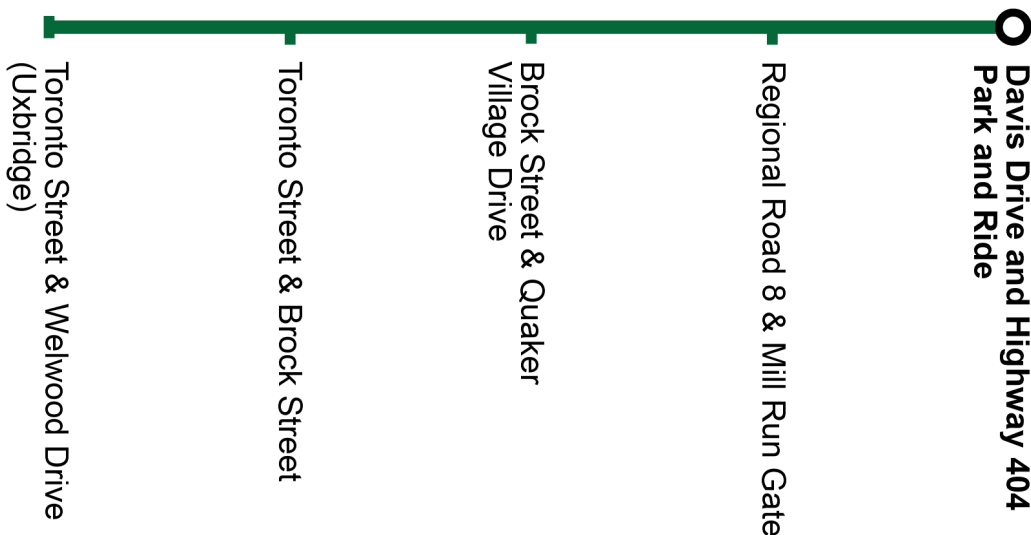 Toronto Street & Welwood Drive
(Uxbridge)
Toronto Street & Brock Street
Brock Street & Quaker
Village Drive
Regional Road 8 & Mill Run Gate
Davis Drive and Highway 404
Park and Ride